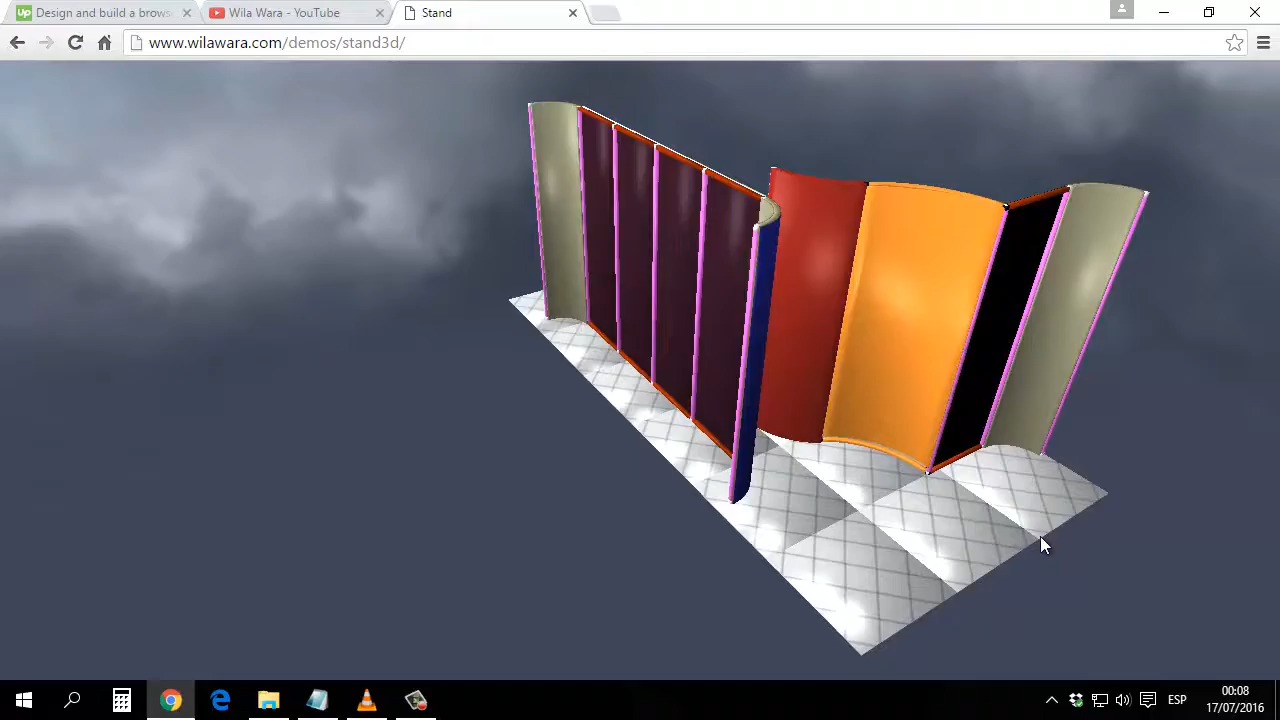 Up Design and build a brows
Wila Wara - YouTube
Stand
www.wilawara.com/demos/stand3d/
ESP
00:08
17/07/2016